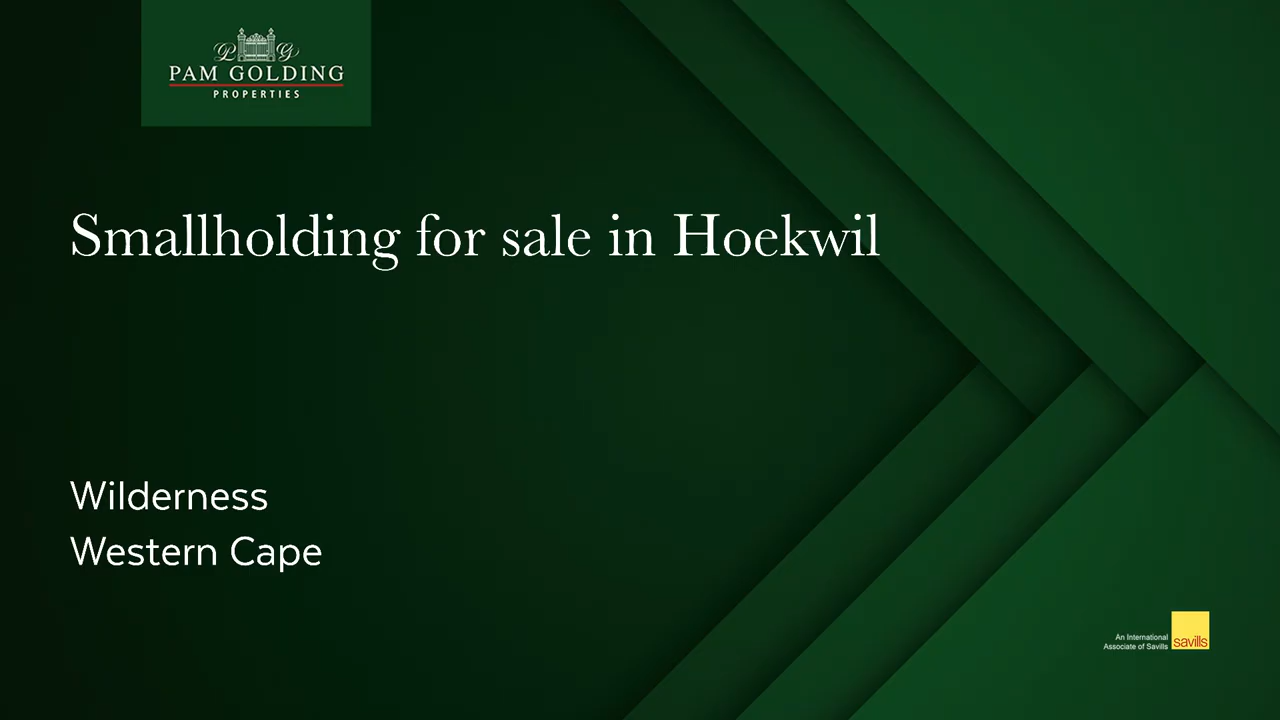 P G
PAM GOLDING
PROPERTIES
Smallholding for sale in Hoekwil
Wilderness
Western Cape
An International
Associate of Savills
savills